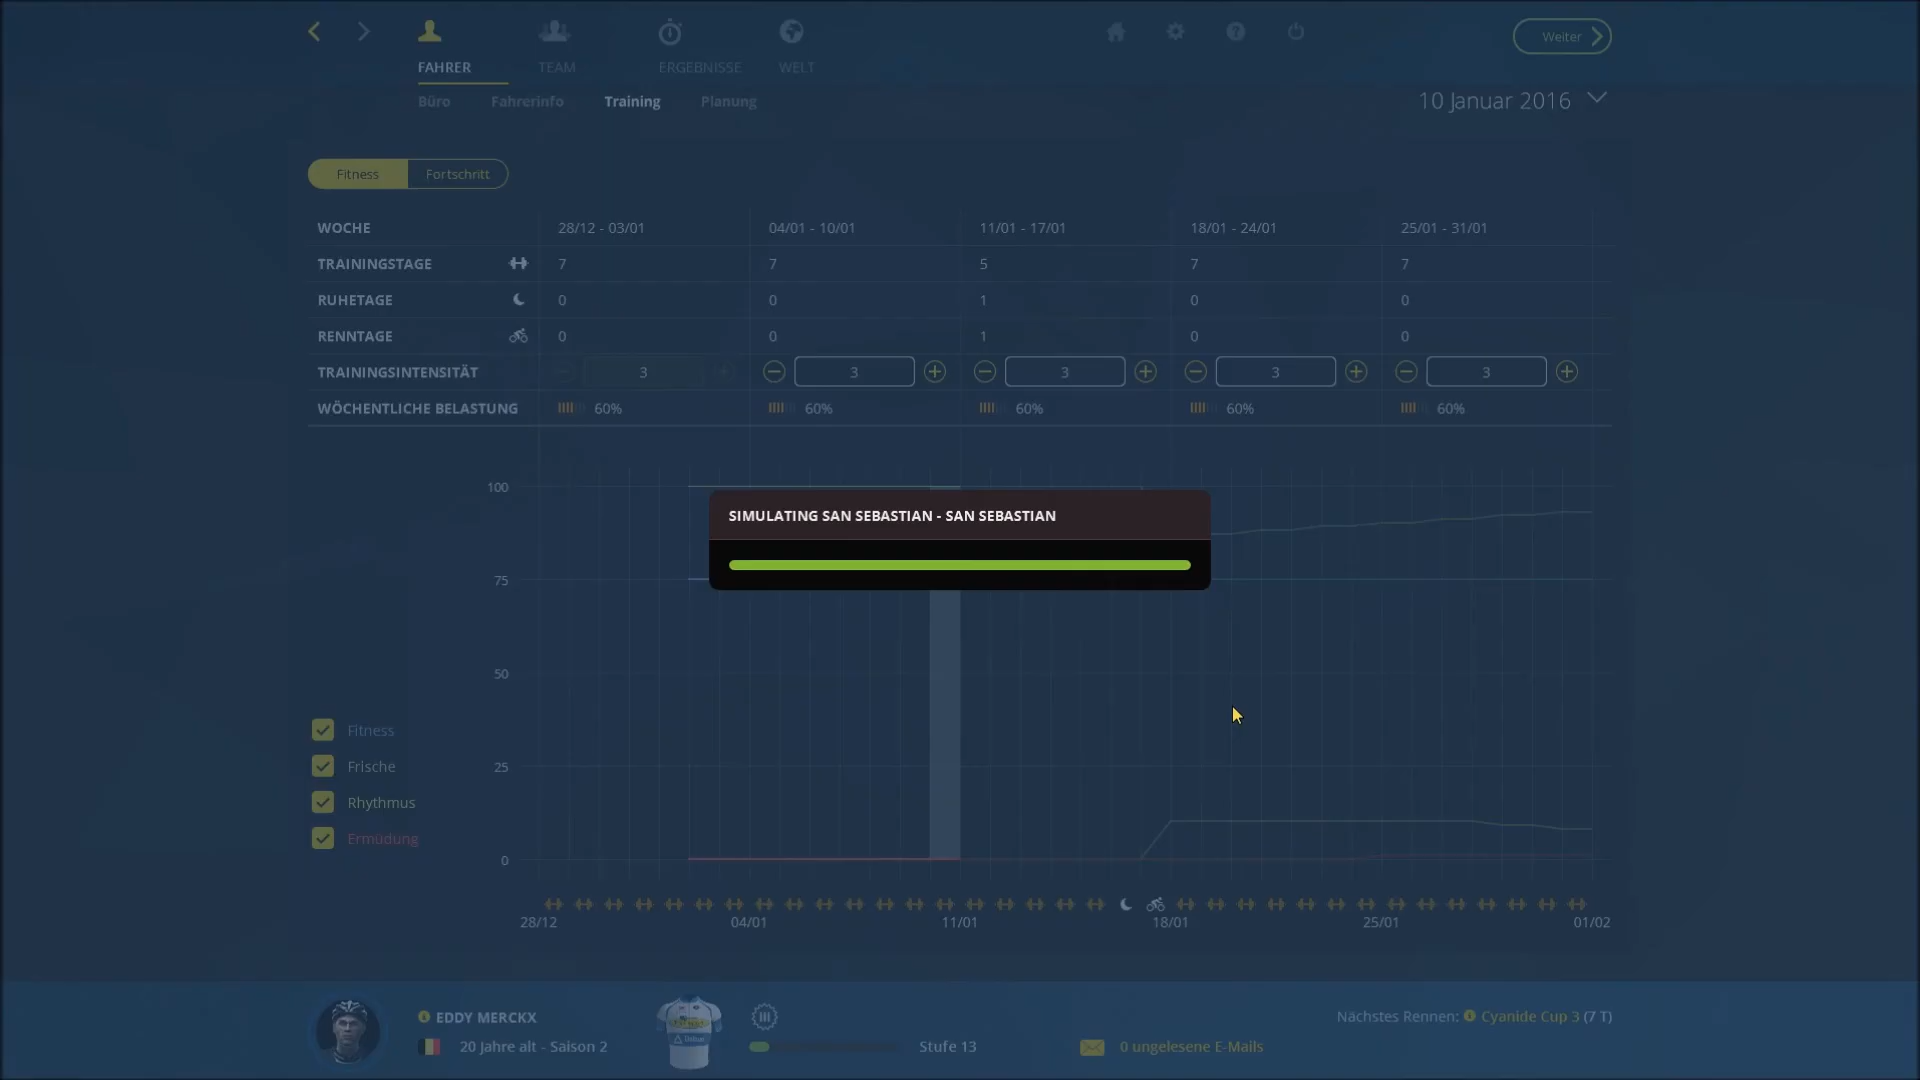 FAHRER
TEAM
ERGEBNISSE
WELT
Weiter
Büro
Fahrerinfo
Training
Planung
10 Januar 2016
Fitness
Fortschritt
WOCHE 28/12 - 03/01 04/01 - 10/01 11/01 - 17/01 18/01 - 24/01 25/01 - 31/01
TRAININGSTAGE 7 7 5 7 7
RUHETAGE 0 0 1 0 0
RENNTAGE 0 0 1 0 0
TRAININGSINTENSITÄT 3 3 3 3 3
WÖCHENTLICHE BELASTUNG 60% 60% 60% 60% 60%
100
SIMULATING SAN SEBASTIAN - SAN SEBASTIAN
75
50
Fitness
Frische
25
Rhythmus
Ermüdung
0
28/12 04/01 11/01 18/01 25/01 01/02
EDDY MERCKX
20 Jahre alt - Saison 2
III
Stufe 13
Nächstes Rennen: Cyanide Cup 3 (7 T)
0 ungelesene E-Mails